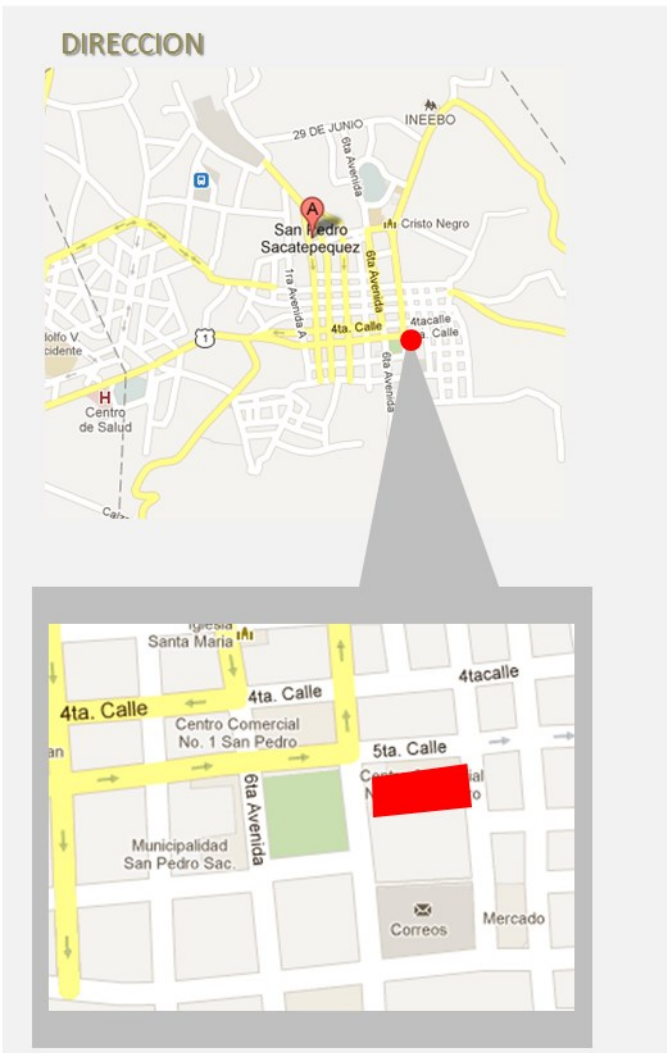 DIRECCION
INEEBO
29 DE JUNIO
6ta Avenida
A
Cristo Negro
San Pedro
Sacatepequez
6ta Avenida
1ra Avenida A
4ta. Calle
4tacalle
Calle
1
6ta Avenida
H
Centro
de Salud
Iglesia
Santa Maria
4tacalle
4ta. Calle
4ta. Calle
Centro Comercial
No. 1 San Pedro
5ta. Calle
6ta Avenida
Municipalidad
San Pedro Sac.
Correos
Mercado